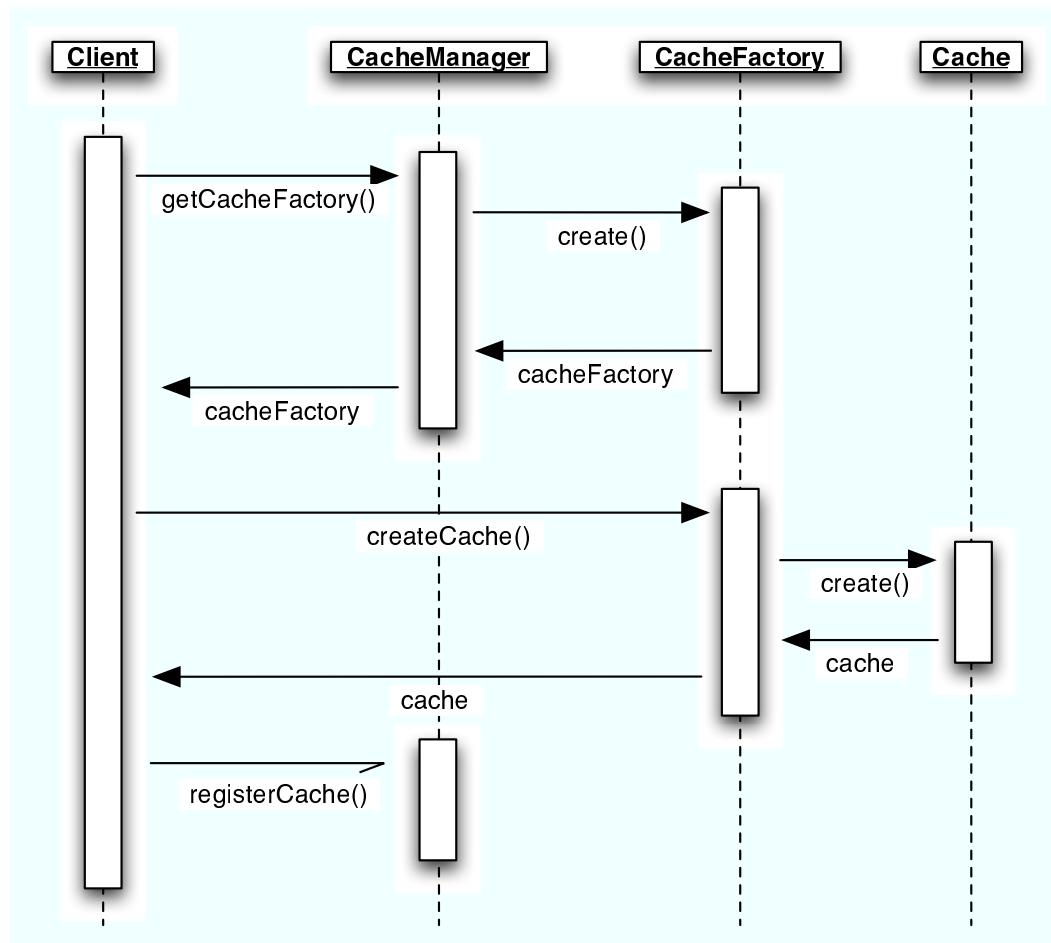 Client
CacheManager
CacheFactory
Cache
getCacheFactory()
create()
cacheFactory
cacheFactory
createCache()
create()
cache
cache
registerCache()